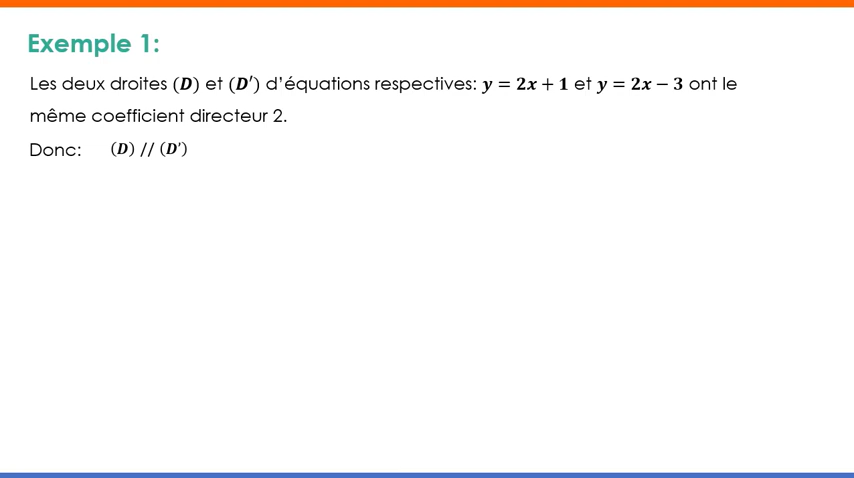 Exemple 1:
Les deux droites (D) et (D′) d’équations respectives: y = 2x + 1 et y = 2x − 3 ont le
même coefficient directeur 2.
Donc: (D) // (D′)